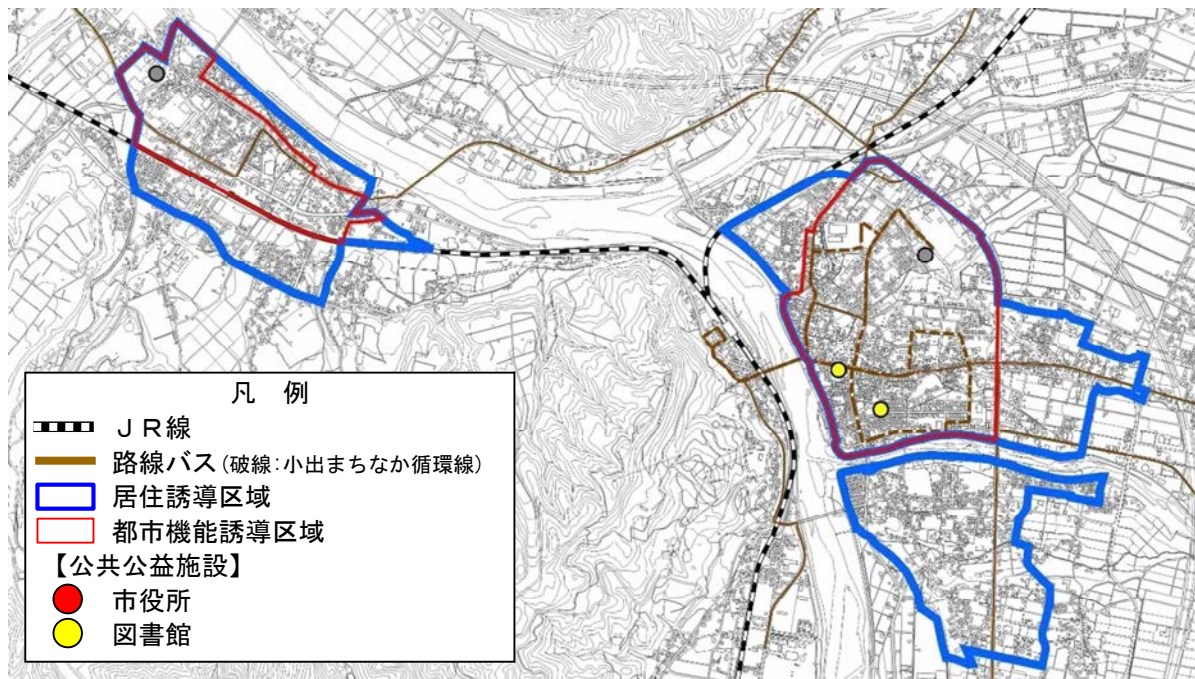 凡 例
JR線
路線バス(破線:小出まちなか循環線)
居住誘導区域
都市機能誘導区域
【公共公益施設】
市役所
図書館